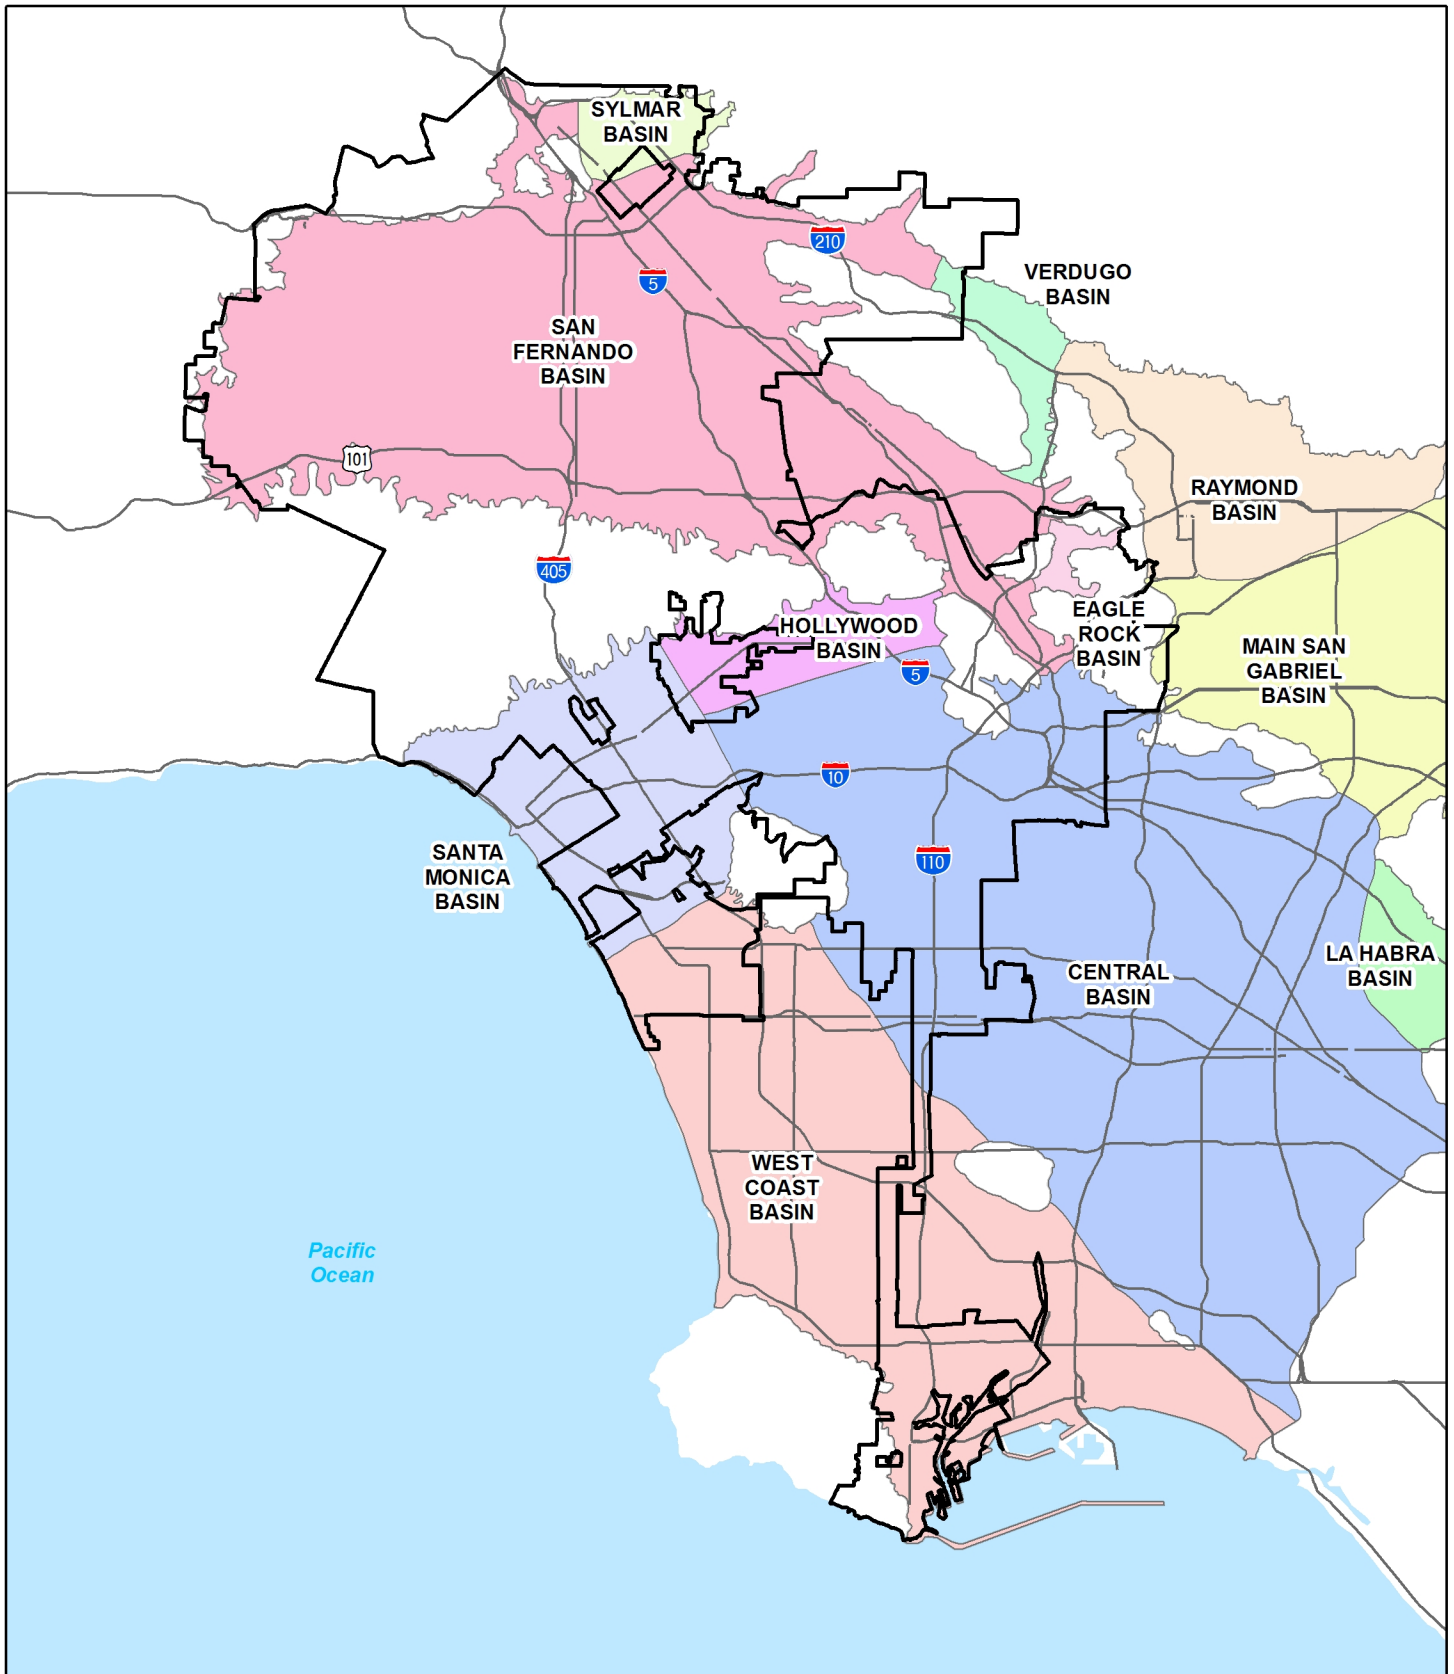 SYLMAR
BASIN
210
5
VERDUGO
BASIN
SAN
FERNANDO
BASIN
101
RAYMOND
BASIN
405
HOLLYWOOD
BASIN
EAGLE
ROCK
BASIN
5
MAIN SAN
GABRIEL
BASIN
10
SANTA
MONICA
BASIN
110
LA HABRA
BASIN
CENTRAL
BASIN
WEST
COAST
BASIN
Pacific
Ocean